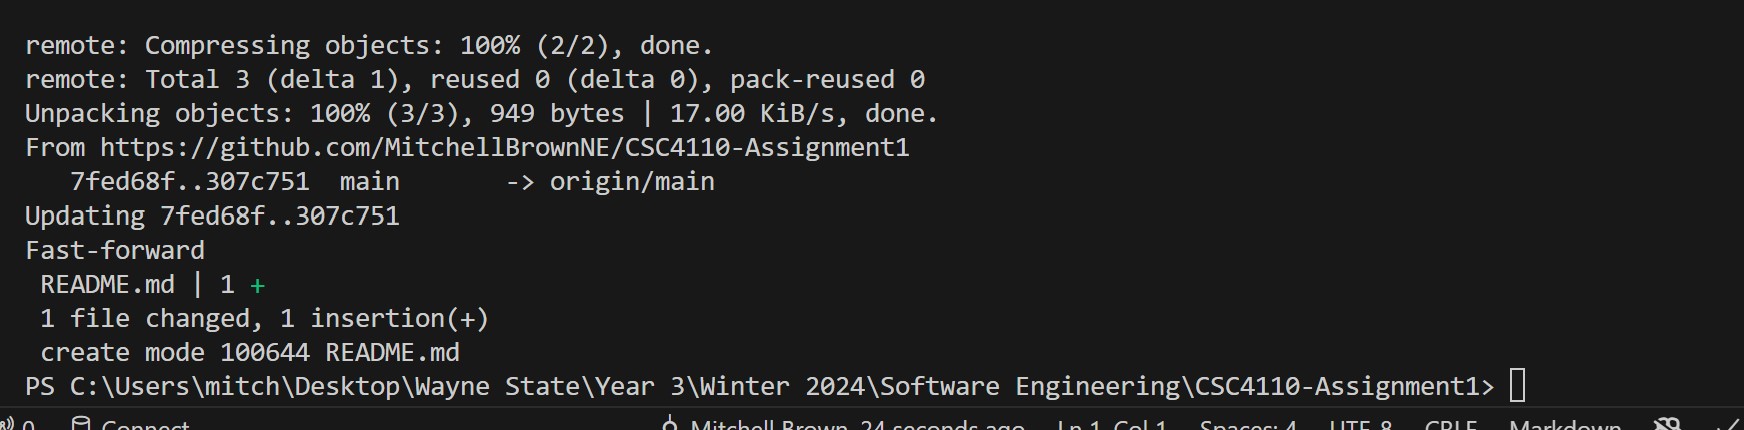 remote: Compressing objects: 100% (2/2), done.
remote: Total 3 (delta 1), reused 0 (delta 0), pack-reused 0
Unpacking objects: 100% (3/3), 949 bytes | 17.00 KiB/s, done.
From https://github.com/MitchellBrownNE/CSC4110-Assignment1
   7fed68f..307c751  main       -> origin/main
Updating 7fed68f..307c751
Fast-forward
 README.md | 1 +
 1 file changed, 1 insertion(+)
 create mode 100644 README.md
PS C:\Users\mitch\Desktop\Wayne State\Year 3\Winter 2024\Software Engineering\CSC4110-Assignment1>
0 Connect Mitchell Brown, 24 seconds ago Ln 1, Col 1 Spaces: 4 UTF-8 CRLF Markdown